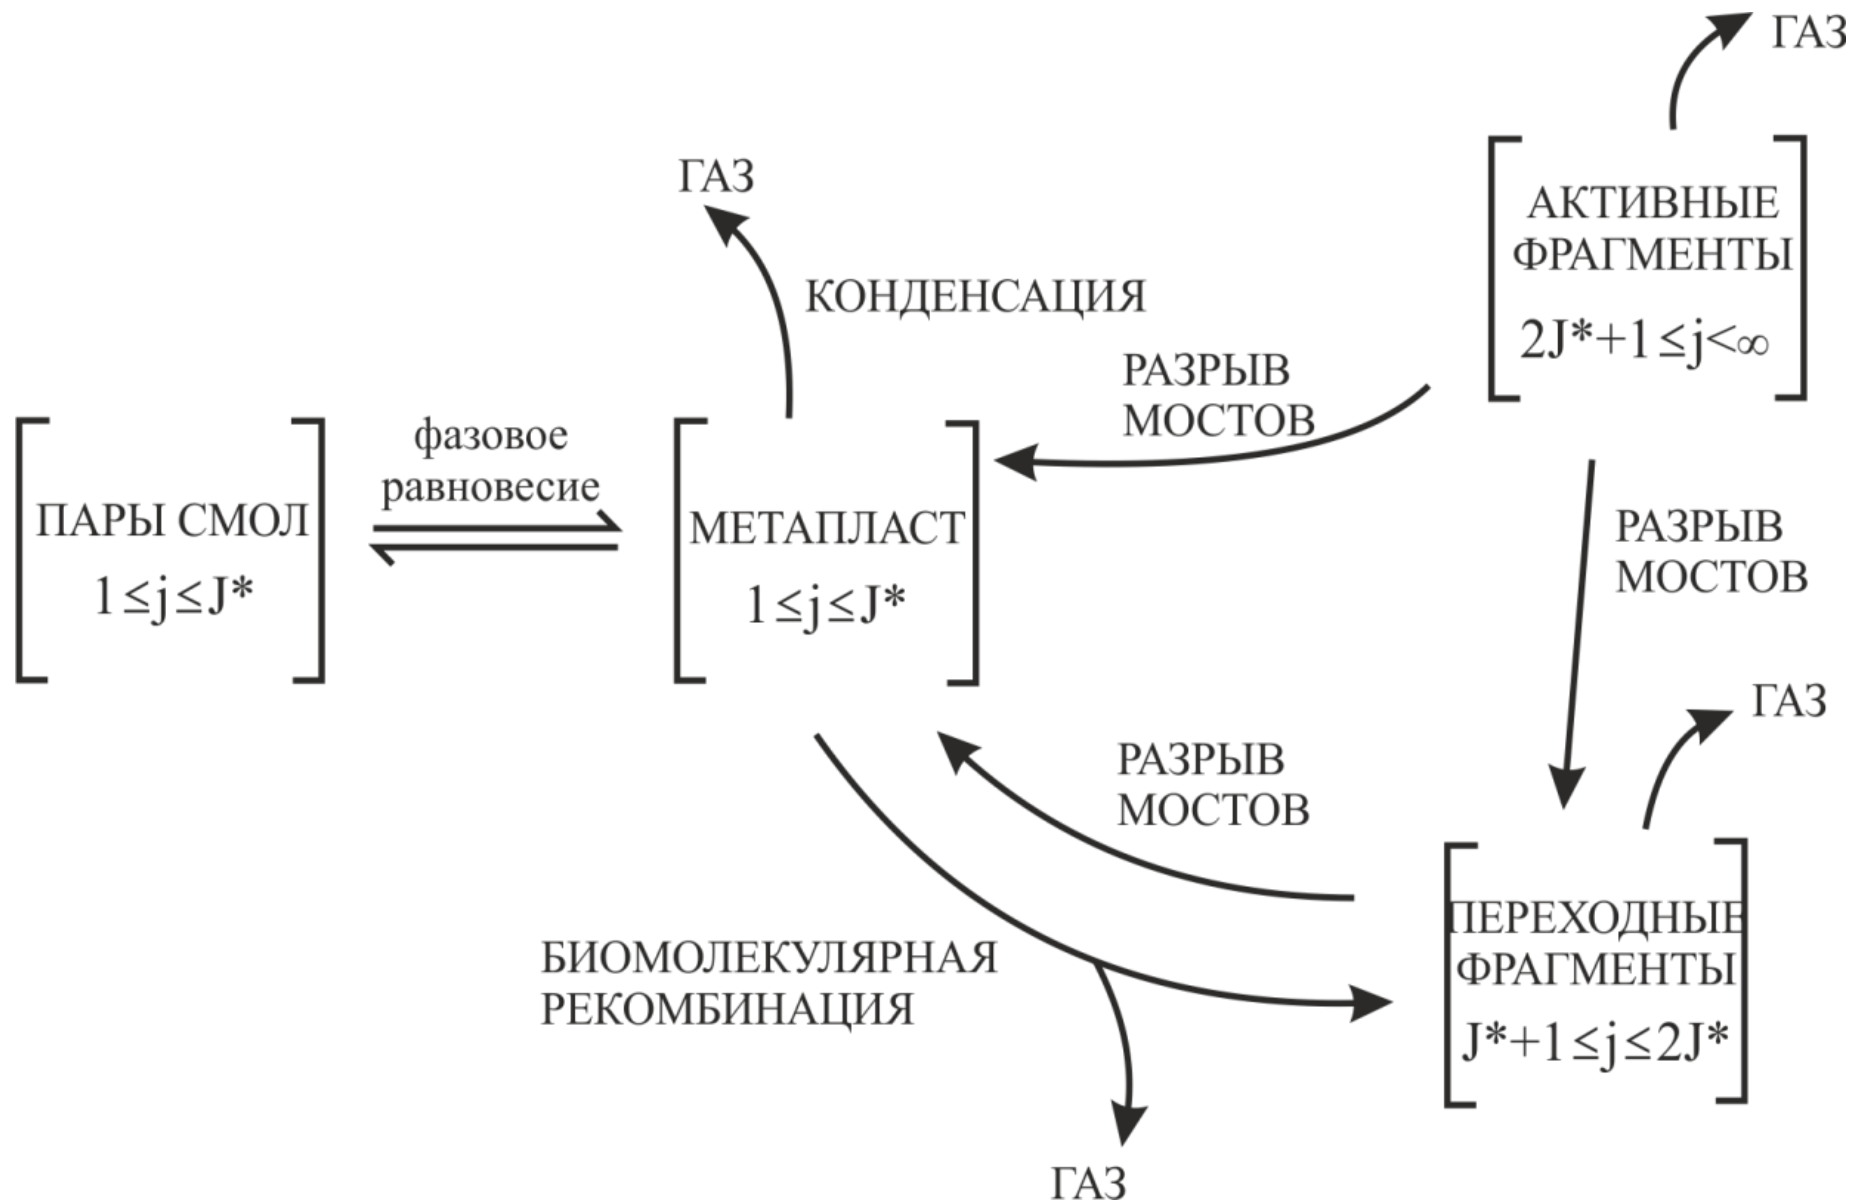 ГАЗ
АКТИВНЫЕ
ФРАГМЕНТЫ
2J*+1≤j<∞
ГАЗ
КОНДЕНСАЦИЯ
РАЗРЫВ
МОСТОВ
фазовое
равновесие
ПАРЫ СМОЛ
1≤j≤J*
МЕТАПЛАСТ
1≤j≤J*
РАЗРЫВ
МОСТОВ
ГАЗ
РАЗРЫВ
МОСТОВ
БИОМОЛЕКУЛЯРНАЯ
РЕКОМБИНАЦИЯ
ПЕРЕХОДНЫЕ
ФРАГМЕНТЫ
J*+1≤j≤2J*
ГАЗ